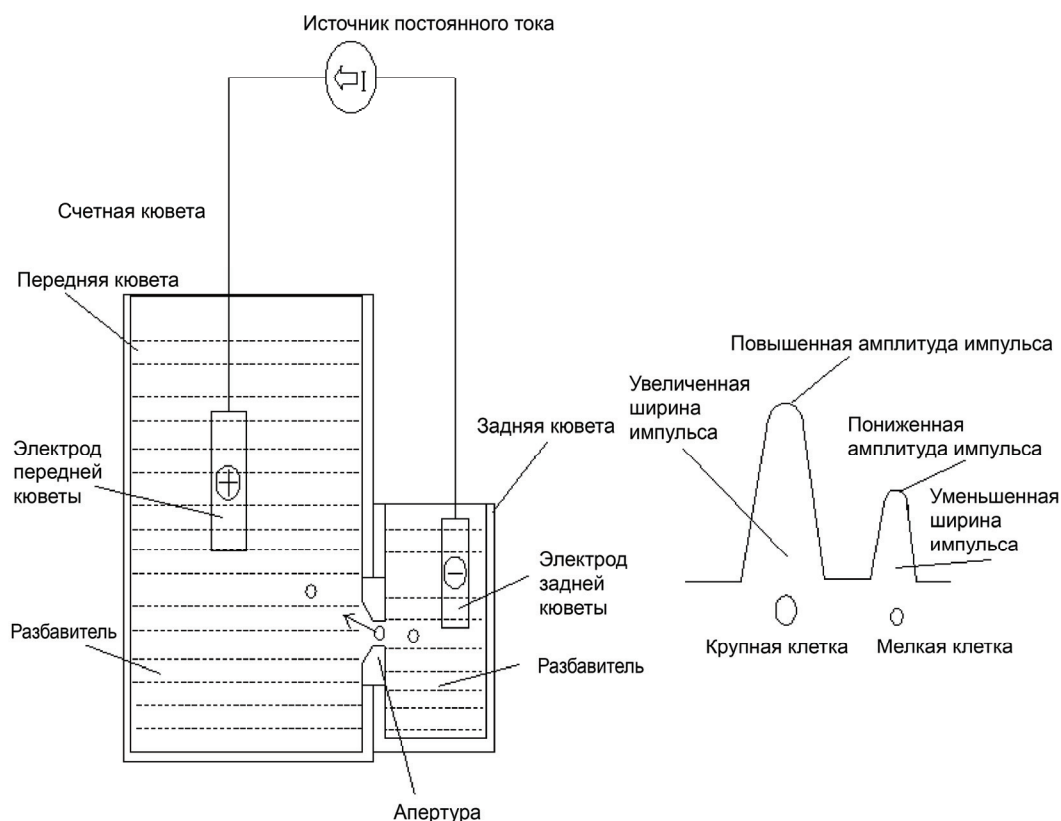 Источник постоянного тока
I
Счетная кювета
Передняя кювета
Электрод
передней
кюветы
Разбавитель
Задняя кювета
Электрод
задней
кюветы
Разбавитель
Апертура
Повышенная амплитуда импульса
Увеличенная
ширина
импульса
Пониженная
амплитуда импульса
Уменьшенная
ширина
импульса
Крупная клетка
Мелкая клетка